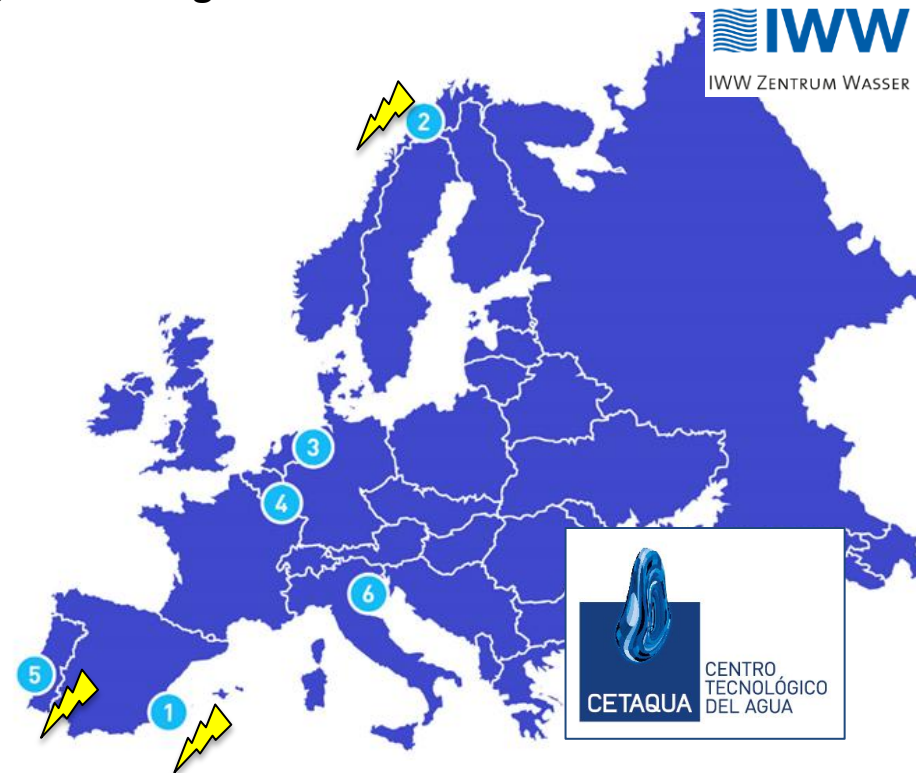 IWW
IWW ZENTRUM WASSER
2
3
4
6
5
1
CETAQUA
CENTRO
TECNOLÓGICO
DEL AGUA